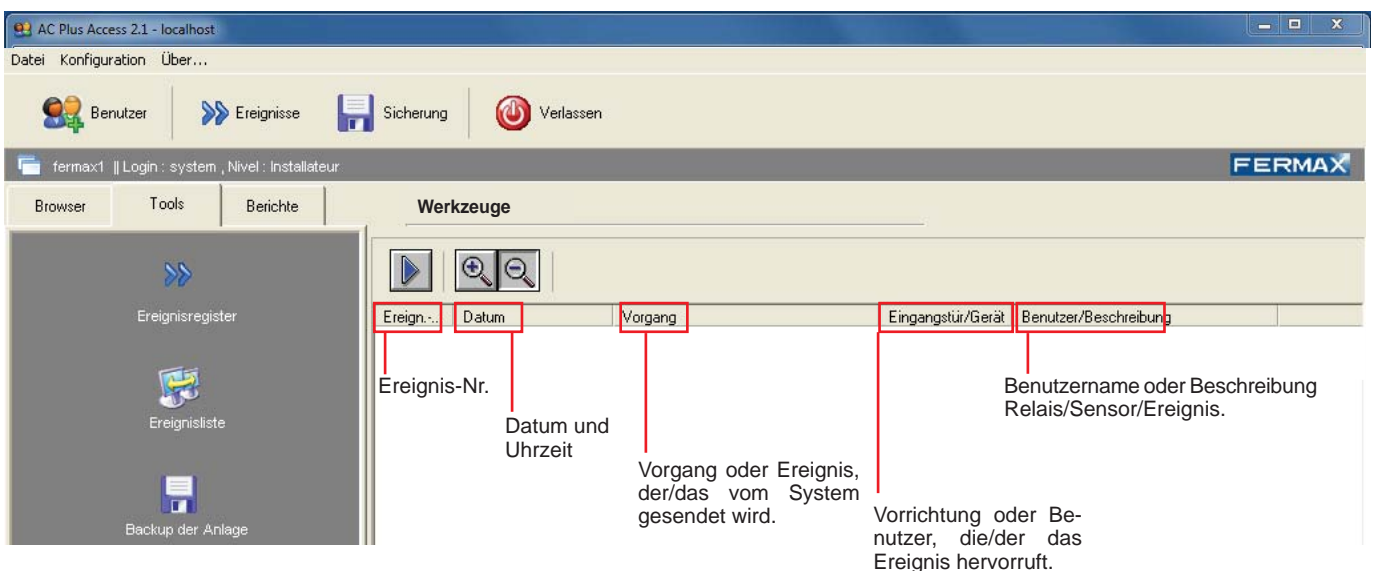 AC Plus Access 2.1 - localhost
Datei Konfiguration Über...
Benutzer Ereignisse Sicherung Verlassen
fermax1 || Login : system , Nivel : Installateur
FERMAX
Browser Tools Berichte
Werkzeuge
Ereignisregister
Ereignisliste
Backup der Anlage
Ereign.-.. Datum Vorgang Eingangstür/Gerät Benutzer/Beschreibung
Ereignis-Nr.
Datum und
Uhrzeit
Vorgang oder Ereignis,
der/das vom System
gesendet wird.
Vorrichtung oder Be-
nutzer, die/der das
Ereignis hervorruft.
Benutzername oder Beschreibung
Relais/Sensor/Ereignis.